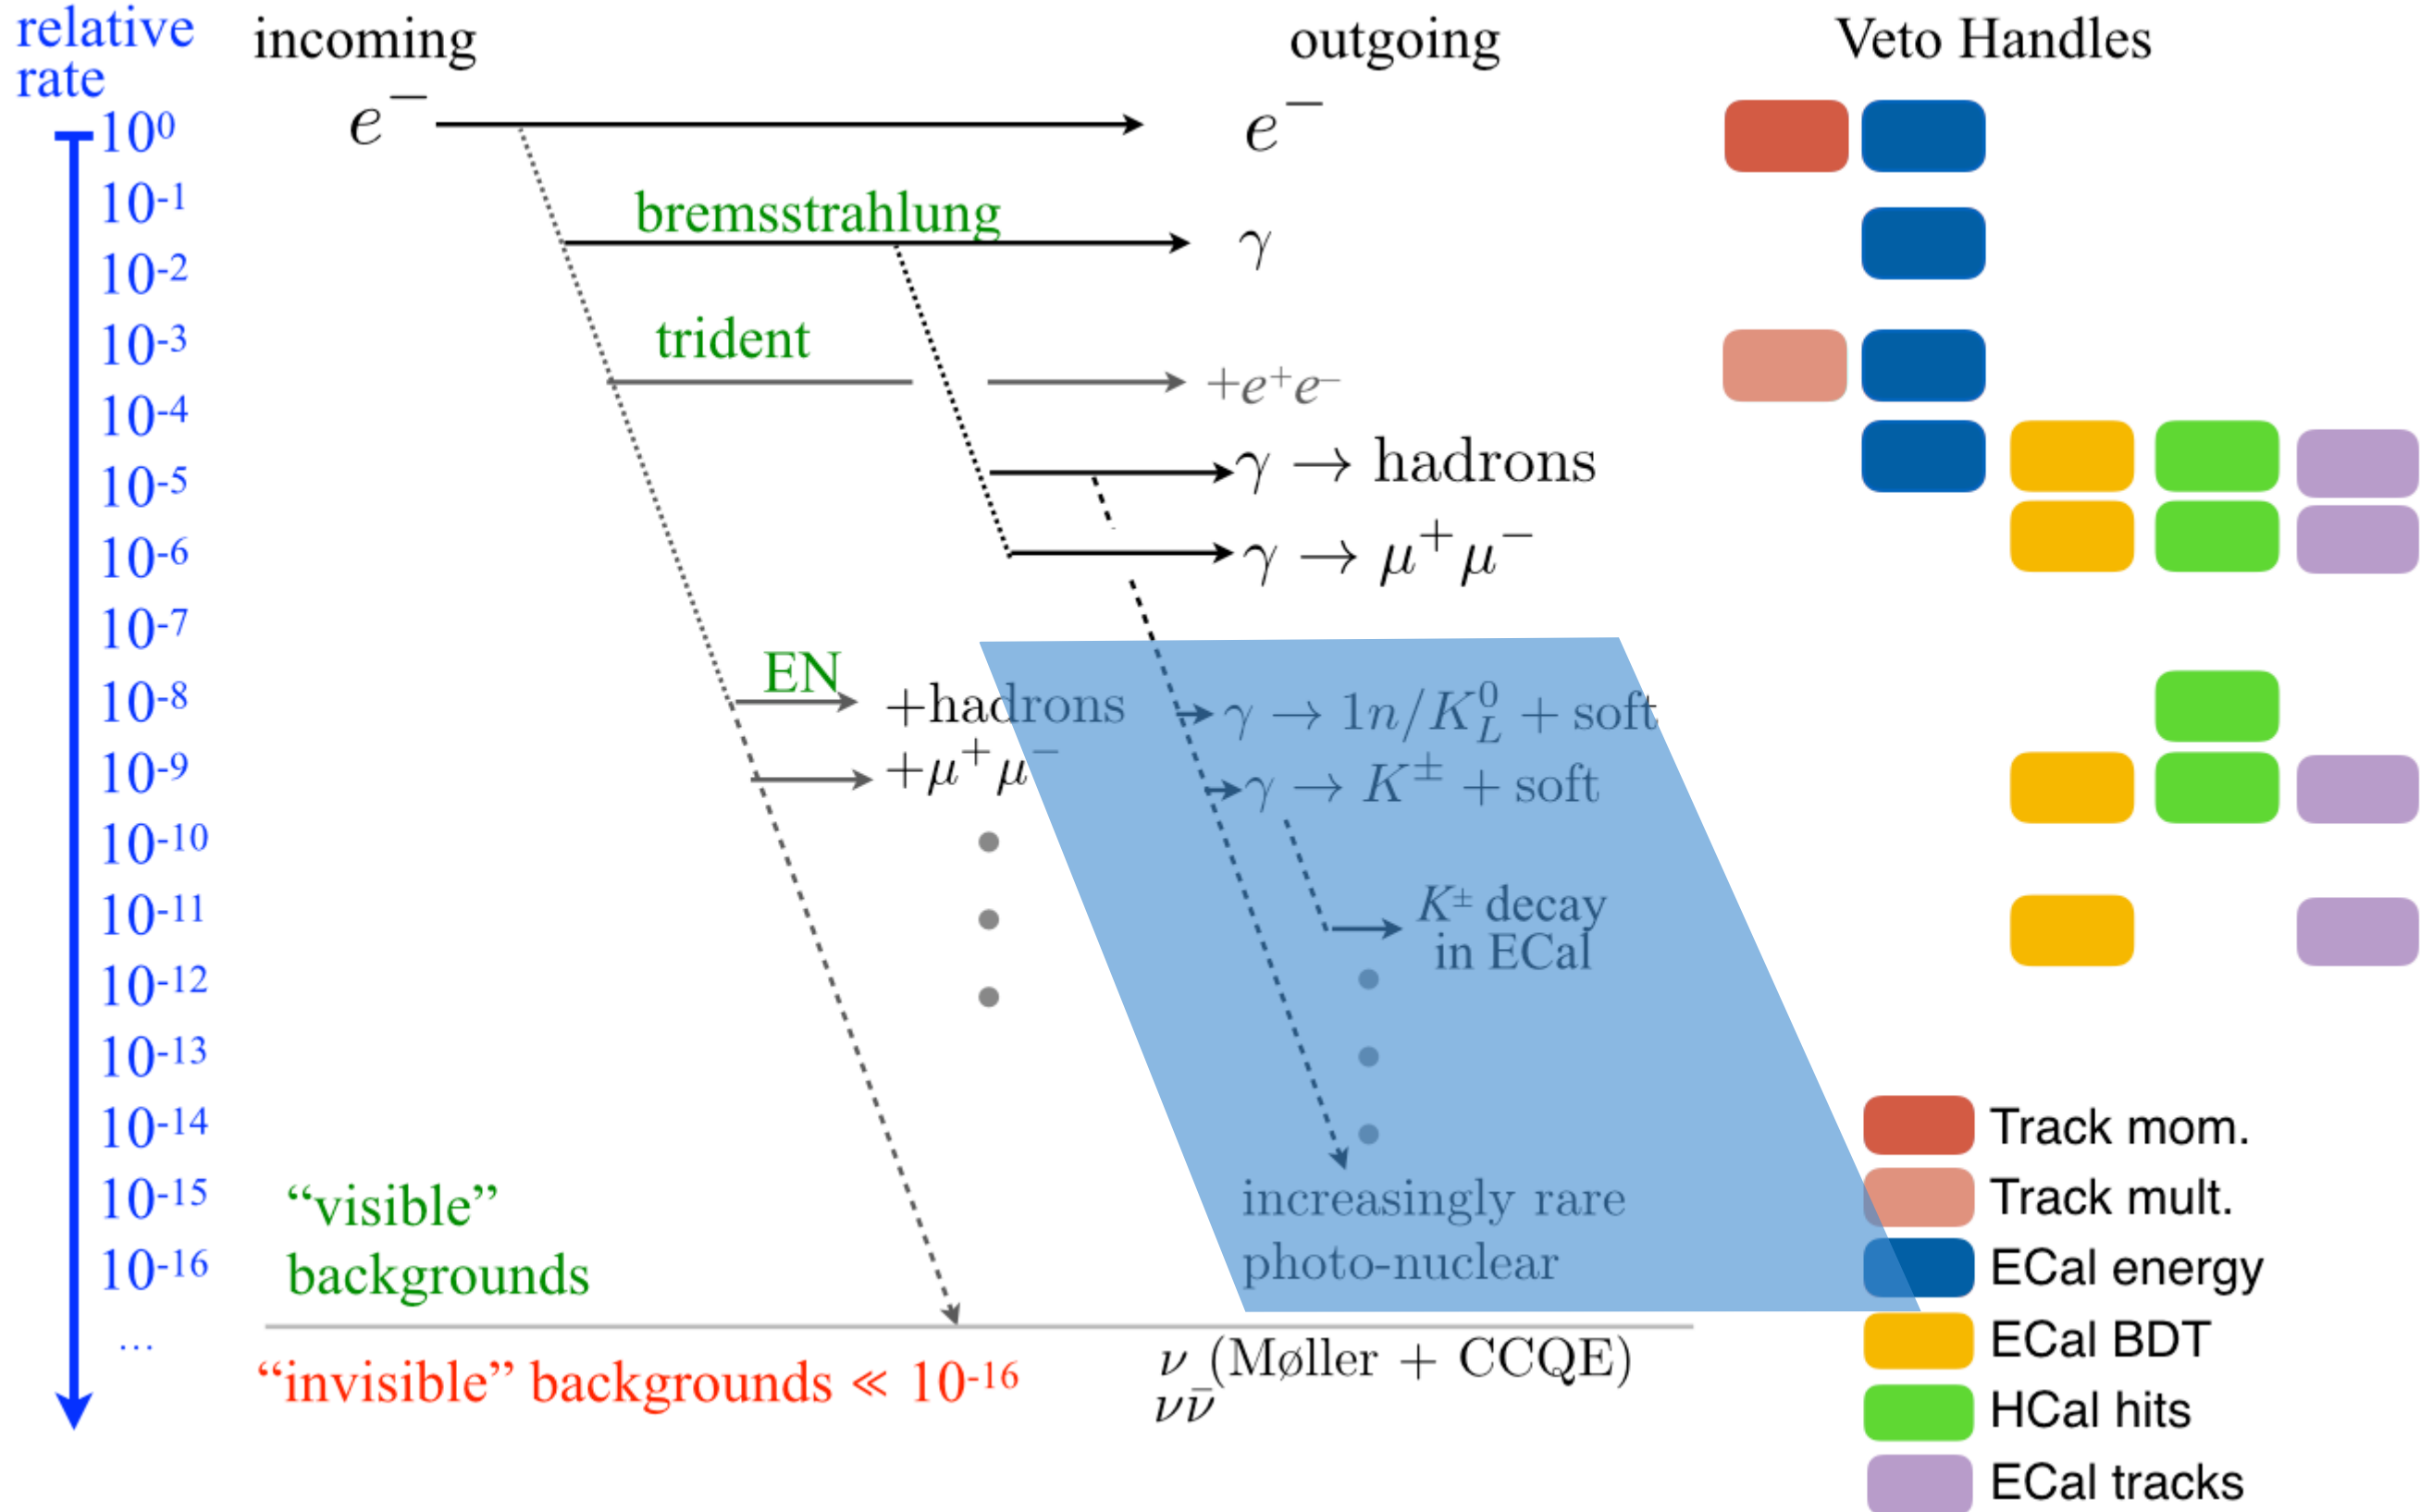 relative
rate
incoming
outgoing
Veto Handles
10⁰
e⁻
e⁻
10⁻¹
bremsstrahlung
γ
10⁻²
10⁻³
trident
+e⁺e⁻
10⁻⁴
γ → hadrons
10⁻⁵
10⁻⁶
γ → μ⁺μ⁻
10⁻⁷
10⁻⁸
EN
+hadrons
γ → 1n/K⁰_L + soft
10⁻⁹
+μ⁺μ⁻
γ → K^± + soft
10⁻¹⁰
10⁻¹¹
K^± decay
in ECal
10⁻¹²
10⁻¹³
10⁻¹⁴
10⁻¹⁵
10⁻¹⁶
...
“visible”
backgrounds
increasingly rare
photo-nuclear
“invisible” backgrounds ≪ 10⁻¹⁶
ν (Møller + CCQE)
νν̄
Track mom.
Track mult.
ECal energy
ECal BDT
HCal hits
ECal tracks